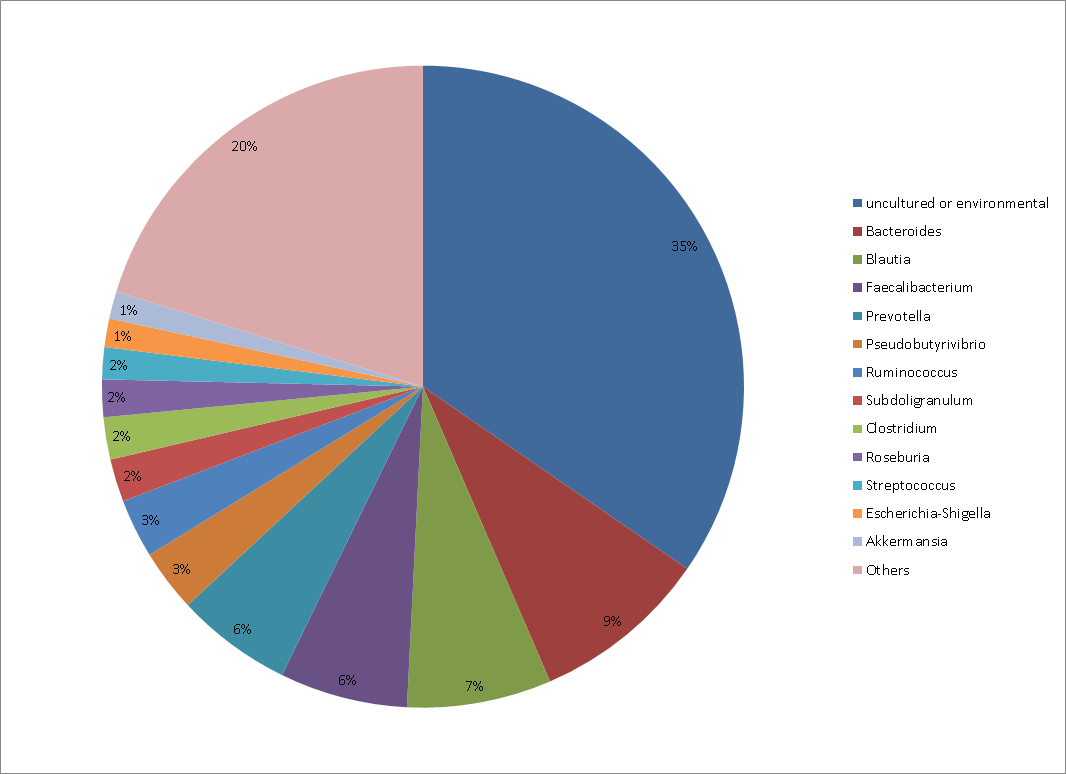 20%
35%
1%
1%
2%
2%
2%
2%
3%
3%
6%
6%
7%
9%
uncultured or environmental
Bacteroides
Blautia
Faecalibacterium
Prevotella
Pseudobutyrivibrio
Ruminococcus
Subdoligranulum
Clostridium
Roseburia
Streptococcus
Escherichia-Shigella
Akkermansia
Others